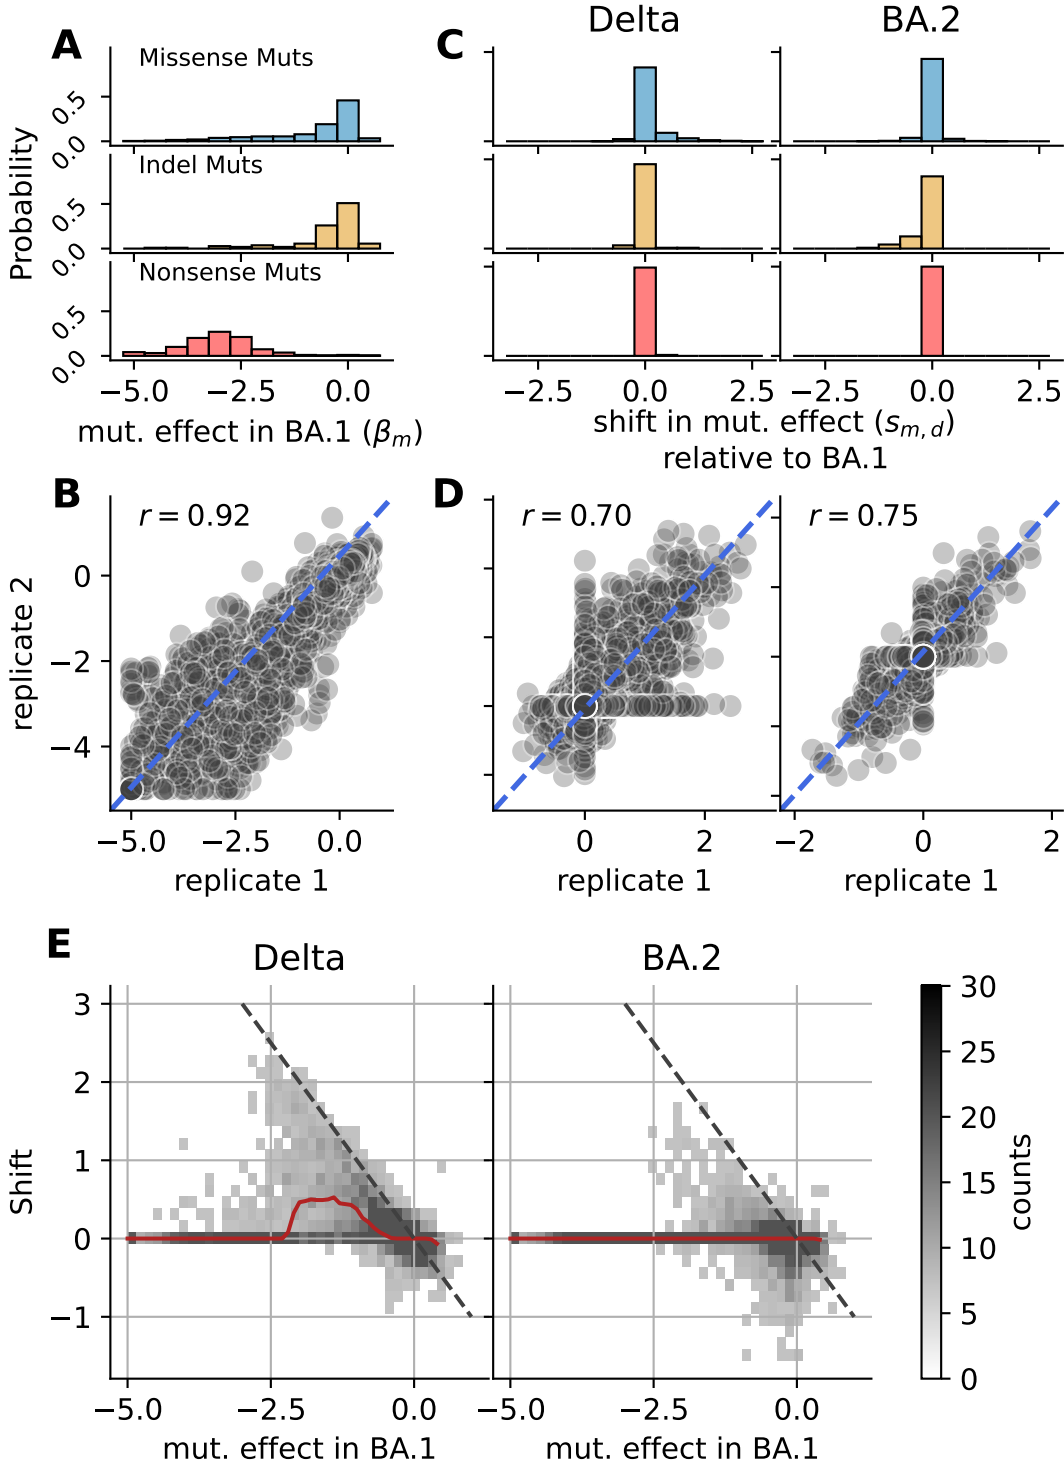 A
C
Delta
BA.2
Missense Muts
Indel Muts
Nonsense Muts
Probability
0.5
0.0
0.5
0.0
0.5
0.0
−5.0
−2.5
0.0
mut. effect in BA.1 (βm)
−2.5
0.0
2.5
−2.5
0.0
2.5
shift in mut. effect (sm, d)
relative to BA.1
B
D
r = 0.92
r = 0.70
r = 0.75
replicate 2
0
−2
−4
−5.0
−2.5
0.0
replicate 1
0
2
replicate 1
−2
0
2
replicate 1
E
Delta
BA.2
Shift
3
2
1
0
−1
−5.0
−2.5
0.0
mut. effect in BA.1
−5.0
−2.5
0.0
mut. effect in BA.1
30
25
20
15
10
5
0
counts